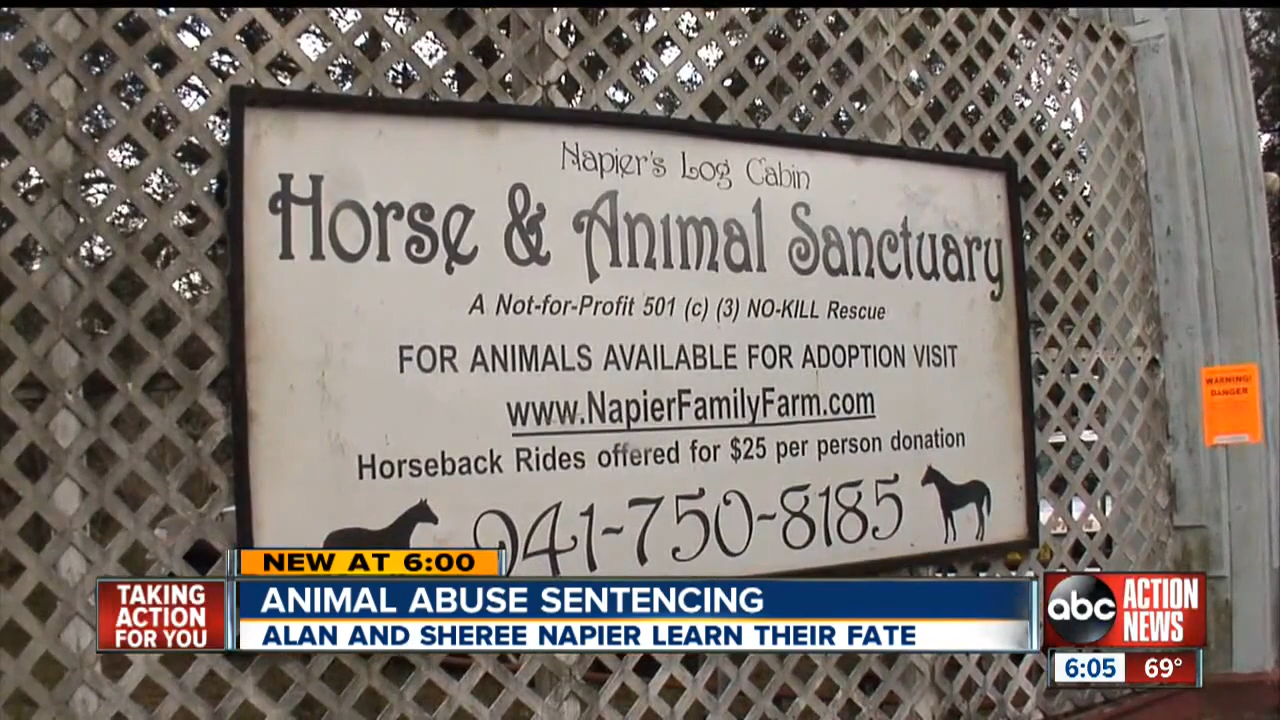 Napier's Log Cabin
Horse & Animal Sanctuary
A Not-for-Profit 501 (c) (3) NO-KILL Rescue
FOR ANIMALS AVAILABLE FOR ADOPTION VISIT
www.NapierFamilyFarm.com
Horseback Rides offered for $25 per person donation
941-750-8185
WARNING!
DANGER
NEW AT 6:00
TAKING
ACTION
FOR YOU
ANIMAL ABUSE SENTENCING
ALAN AND SHEREE NAPIER LEARN THEIR FATE
abc
ACTION
NEWS
6:05 69°